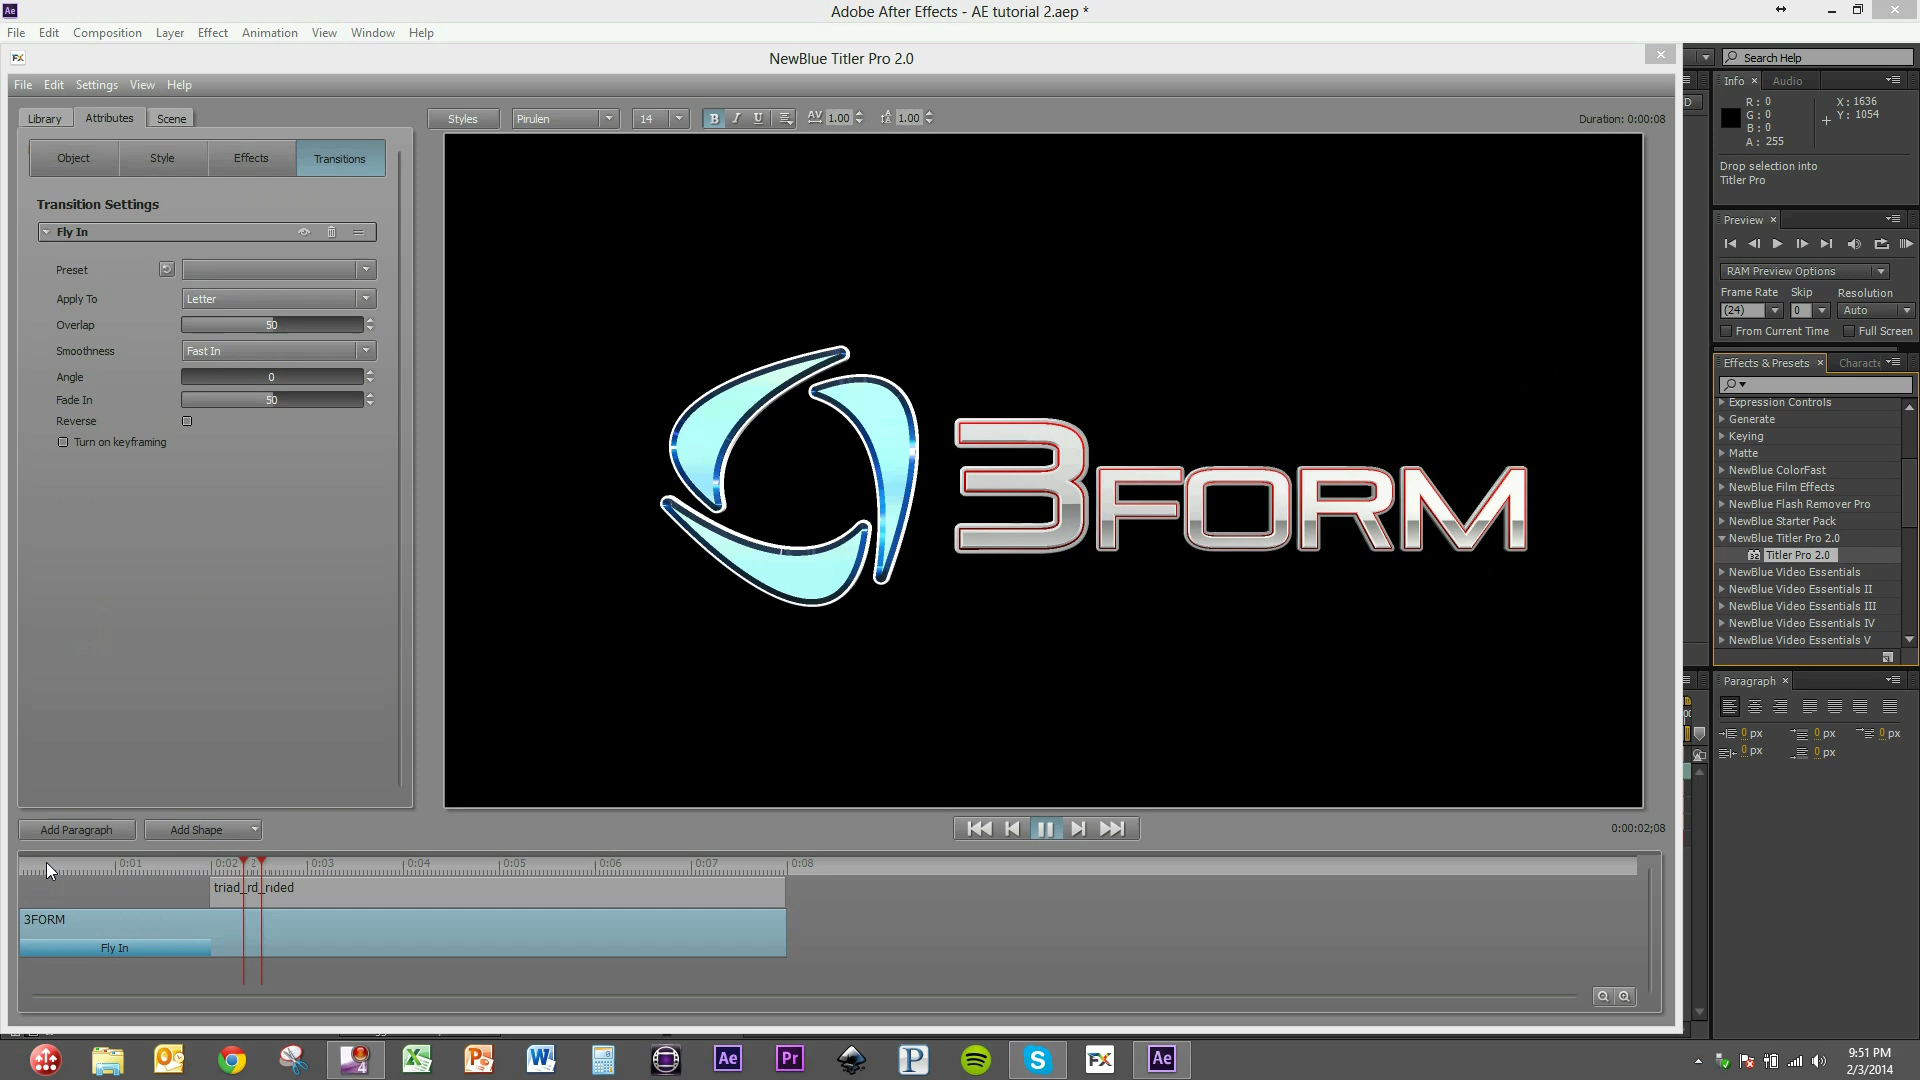 Ae
Adobe After Effects - AE tutorial 2.aep *
File Edit Composition Layer Effect Animation View Window Help
FX
NewBlue Titler Pro 2.0
Search Help
File Edit Settings View Help
Info Audio
R: 0
G: 0
B: 0
A: 255
X: 1636
Y: 1054
Drop selection into
Titler Pro
Library Attributes Scene
Styles Pirulen 14 B I U AV 1.00 1.00
Duration: 0:00:08
Object Style Effects Transitions
Transition Settings
Fly In
Preset
Apply To Letter
Overlap 50
Smoothness Fast In
Angle 0
Fade In 50
Reverse
Turn on keyframing
3FORM
Preview
RAM Preview Options
Frame Rate Skip Resolution
(24) 0 Auto
From Current Time Full Screen
Effects & Presets Characte
Expression Controls
Generate
Keying
Matte
NewBlue ColorFast
NewBlue Film Effects
NewBlue Flash Remover Pro
NewBlue Starter Pack
NewBlue Titler Pro 2.0
32 Titler Pro 2.0
NewBlue Video Essentials
NewBlue Video Essentials II
NewBlue Video Essentials III
NewBlue Video Essentials IV
NewBlue Video Essentials V
Paragraph
0 px 0 px 0 px
0 px 0 px
Add Paragraph Add Shape
0:00:02;08
0:01 0:02 0:03 0:04 0:05 0:06 0:07 0:08
3FORM
Fly In
Ae Pr P FX Ae
9:51 PM
2/3/2014